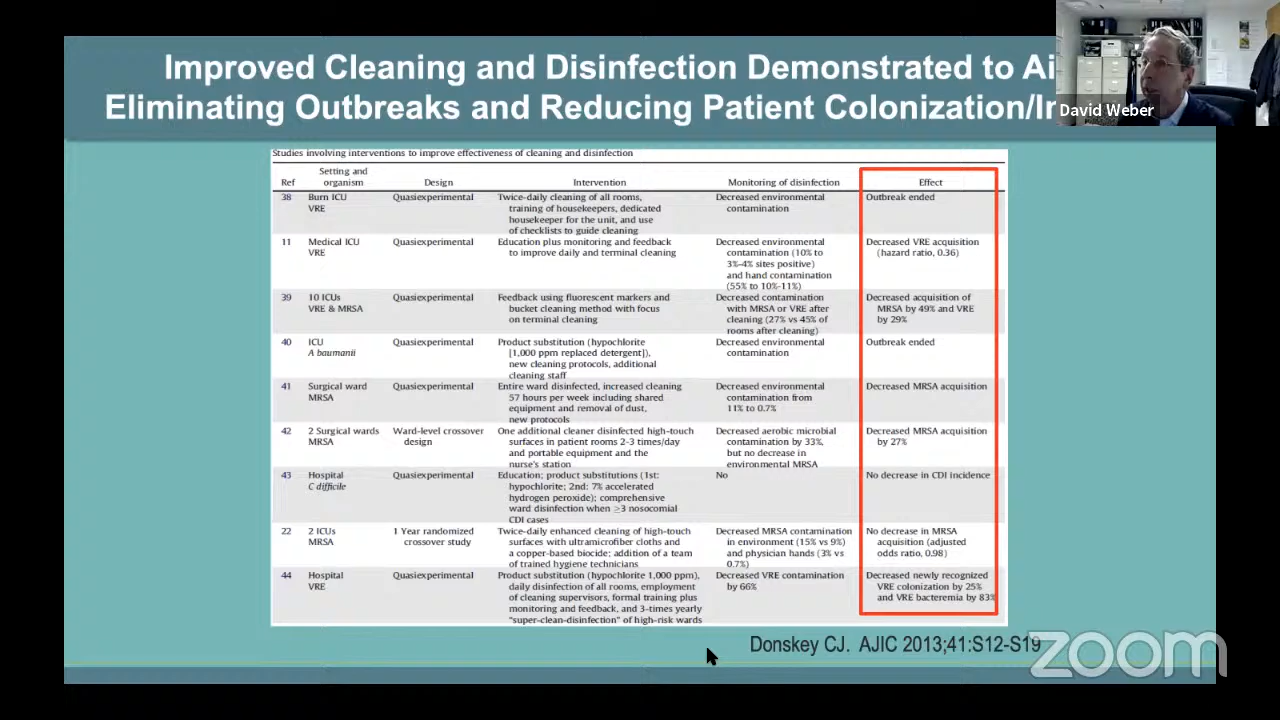 Improved Cleaning and Disinfection Demonstrated to Ai
Eliminating Outbreaks and Reducing Patient Colonization/In
David Weber
Studies involving interventions to improve effectiveness of cleaning and disinfection
Ref Setting and organism Design Intervention Monitoring of disinfection Effect
38 Burn ICU Quasiexperimental Twice-daily cleaning of all rooms, Decreased environmental Outbreak ended
VRE training of housekeepers, dedicated contamination
housekeeper for the unit, and use
of checklists to guide cleaning
11 Medical ICU Quasiexperimental Education plus monitoring and feedback Decreased environmental Decreased VRE acquisition
VRE to improve daily and terminal cleaning contamination (10% to (hazard ratio, 0.36)
3%-4% sites positive)
and hand contamination
(55% to 10%-11%)
39 10 ICUs Quasiexperimental Feedback using fluorescent markers and Decreased contamination Decreased acquisition of
VRE & MRSA bucket cleaning method with focus with MRSA or VRE after MRSA by 49% and VRE
on terminal cleaning cleaning (27% vs 45% of by 29%
rooms after cleaning)
40 ICU Quasiexperimental Product substitution (hypochlorite Decreased environmental Outbreak ended
A baumanii [1,000 ppm replaced detergent]), contamination
new cleaning protocols, additional
cleaning staff
41 Surgical ward Quasiexperimental Entire ward disinfected, increased cleaning Decreased environmental Decreased MRSA acquisition
MRSA 57 hours per week including shared contamination from
equipment and removal of dust, 11% to 0.7%
new protocols
42 2 Surgical wards Ward-level crossover One additional cleaner disinfected high-touch Decreased aerobic microbial Decreased MRSA acquisition
MRSA design surfaces in patient rooms 2-3 times/day contamination by 33%, by 27%
and portable equipment and the but no decrease in
nurse's station environmental MRSA
43 Hospital Quasiexperimental Education; product substitutions (1st: No No decrease in CDI incidence
C difficile hypochlorite; 2nd: 7% accelerated
hydrogen peroxide); comprehensive
ward disinfection when ≥3 nosocomial
CDI cases
22 2 ICUs 1 Year randomized Twice-daily enhanced cleaning of high-touch Decreased MRSA contamination No decrease in MRSA
MRSA crossover study surfaces with ultramicrofiber cloths and in environment (15% vs 9%) acquisition (adjusted
a copper-based biocide; addition of a team and physician hands (3% vs odds ratio, 0.98)
of trained hygiene technicians 0.7%)
44 Hospital Quasiexperimental Product substitution (hypochlorite 1,000 ppm), Decreased VRE contamination Decreased newly recognized
VRE daily disinfection of all rooms, employment by 66% VRE colonization by 25%
of cleaning supervisors, formal training plus and VRE bacteremia by 83%
monitoring and feedback, and 3-times yearly
"super-clean-disinfection" of high-risk wards
Donskey CJ. AJIC 2013;41:S12-S19
zoom